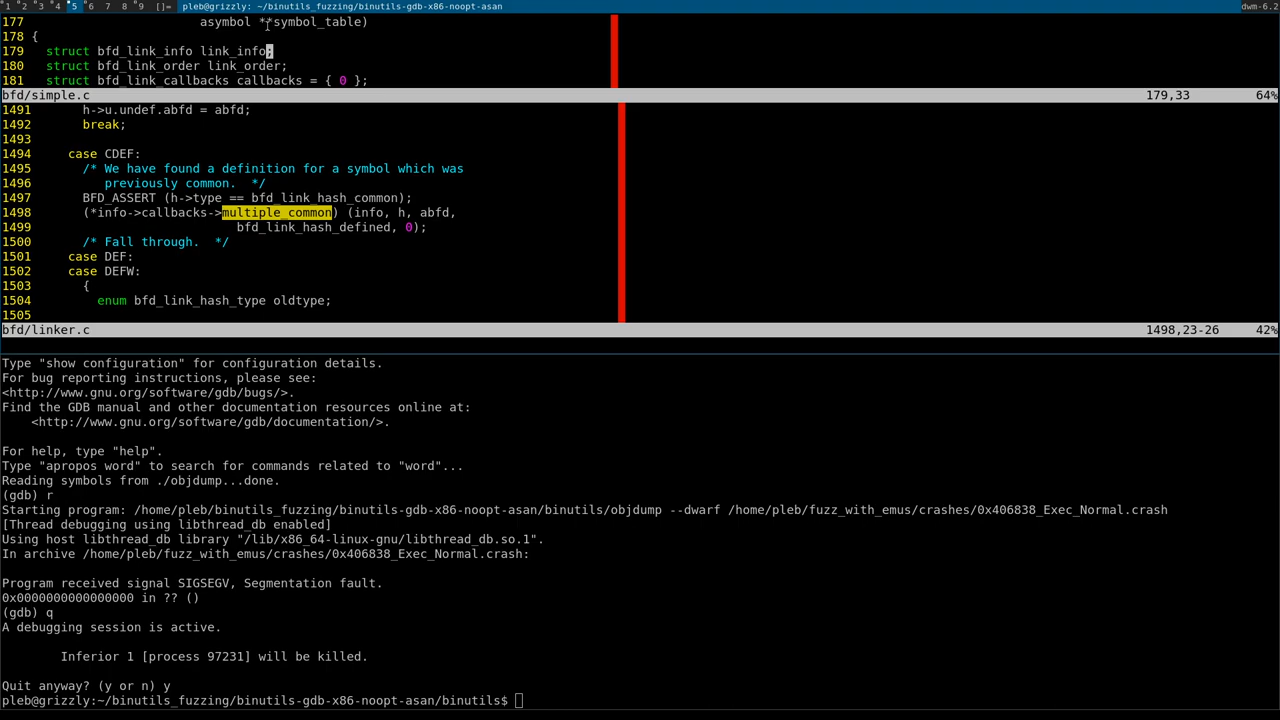 1 2 3 4 5 6 7 8 9 []= pleb@grizzly: ~/binutils_fuzzing/binutils-gdb-x86-noopt-asan dwm-6.2
177 asymbol **symbol_table)
178 {
179 struct bfd_link_info link_info;
180 struct bfd_link_order link_order;
181 struct bfd_link_callbacks callbacks = { 0 };
bfd/simple.c 179,33 64%
1491 h->u.undef.abfd = abfd;
1492 break;
1493
1494 case CDEF:
1495 /* We have found a definition for a symbol which was
1496 previously common. */
1497 BFD_ASSERT (h->type == bfd_link_hash_common);
1498 (*info->callbacks->multiple_common) (info, h, abfd,
1499 bfd_link_hash_defined, 0);
1500 /* Fall through. */
1501 case DEF:
1502 case DEFW:
1503 {
1504 enum bfd_link_hash_type oldtype;
1505
bfd/linker.c 1498,23-26 42%
Type "show configuration" for configuration details.
For bug reporting instructions, please see:
<http://www.gnu.org/software/gdb/bugs/>.
Find the GDB manual and other documentation resources online at:
<http://www.gnu.org/software/gdb/documentation/>.
For help, type "help".
Type "apropos word" to search for commands related to "word"...
Reading symbols from ./objdump...done.
(gdb) r
Starting program: /home/pleb/binutils_fuzzing/binutils-gdb-x86-noopt-asan/binutils/objdump --dwarf /home/pleb/fuzz_with_emus/crashes/0x406838_Exec_Normal.crash
[Thread debugging using libthread_db enabled]
Using host libthread_db library "/lib/x86_64-linux-gnu/libthread_db.so.1".
In archive /home/pleb/fuzz_with_emus/crashes/0x406838_Exec_Normal.crash:
Program received signal SIGSEGV, Segmentation fault.
0x0000000000000000 in ?? ()
(gdb) q
A debugging session is active.
Inferior 1 [process 97231] will be killed.
Quit anyway? (y or n) y
pleb@grizzly:~/binutils_fuzzing/binutils-gdb-x86-noopt-asan/binutils$